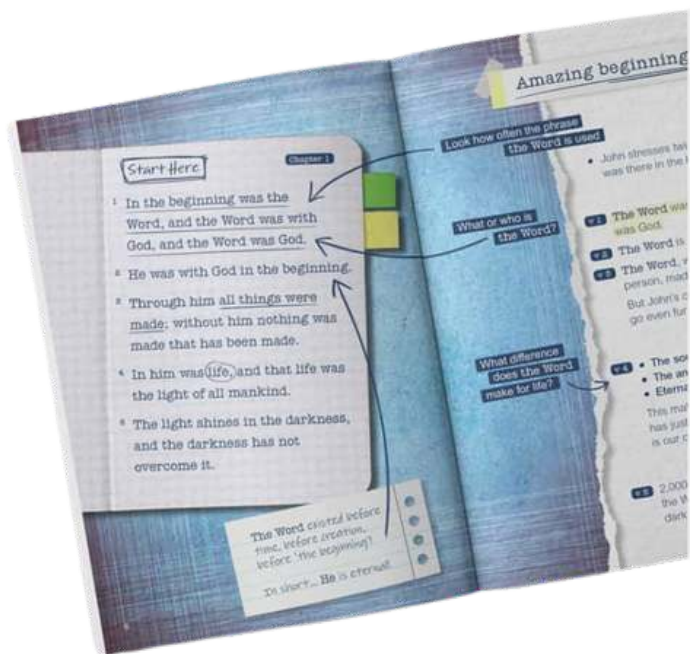 Start Here
Chapter 1
1 In the beginning was the
Word, and the Word was with
God, and the Word was God.
2 He was with God in the beginning.
3 Through him all things were
made; without him nothing was
made that has been made.
4 In him was life, and that life was
the light of all mankind.
5 The light shines in the darkness,
and the darkness has not
overcome it.
The Word existed before
time, before creation,
before 'the beginning'!
In short... He is eternal!
Look how often the phrase
the Word is used
What or who is
the Word?
What difference
does the Word
make for life?
Amazing beginning
• John stresses
was there in the
v 1 The Word was
was God.
v 2 The Word is
v 3 The Word,
person, mad
But John's
go even fur
v 4 • The
• The
• Eterna
This
has just
is our
v 5 2,000
the
dark